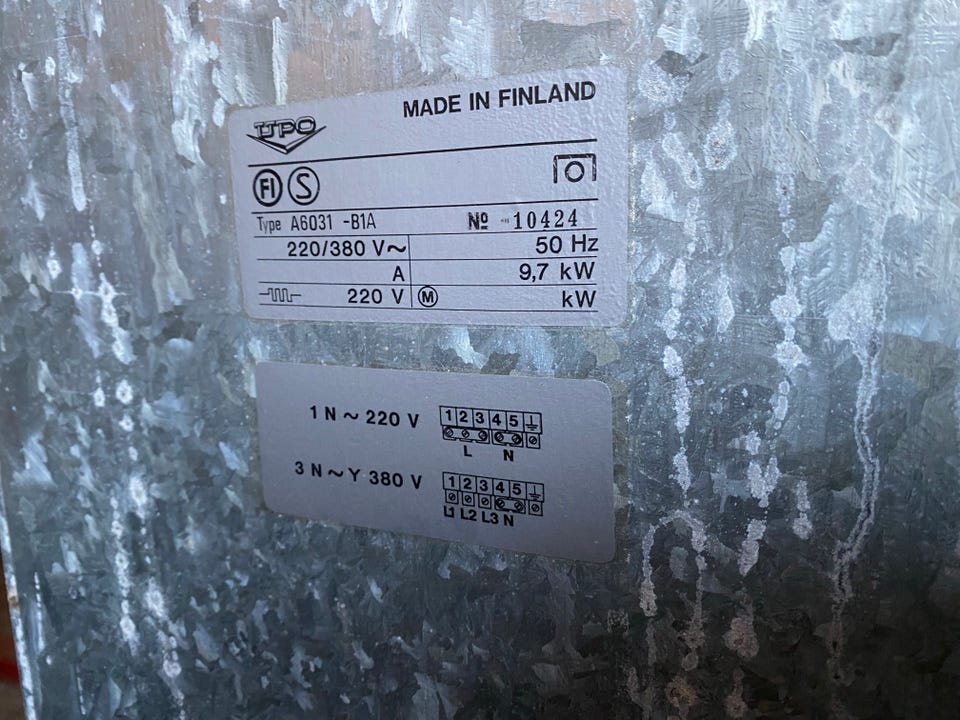 MADE IN FINLAND
UPO
FI S
Type A6031 -B1A № 10424
220/380 V~ 50 Hz
A 9,7 kW
220 V M kW
1 N ~ 220 V
1 2 3 4 5
L N
3 N ~ Y 380 V
1 2 3 4 5
L1 L2 L3 N